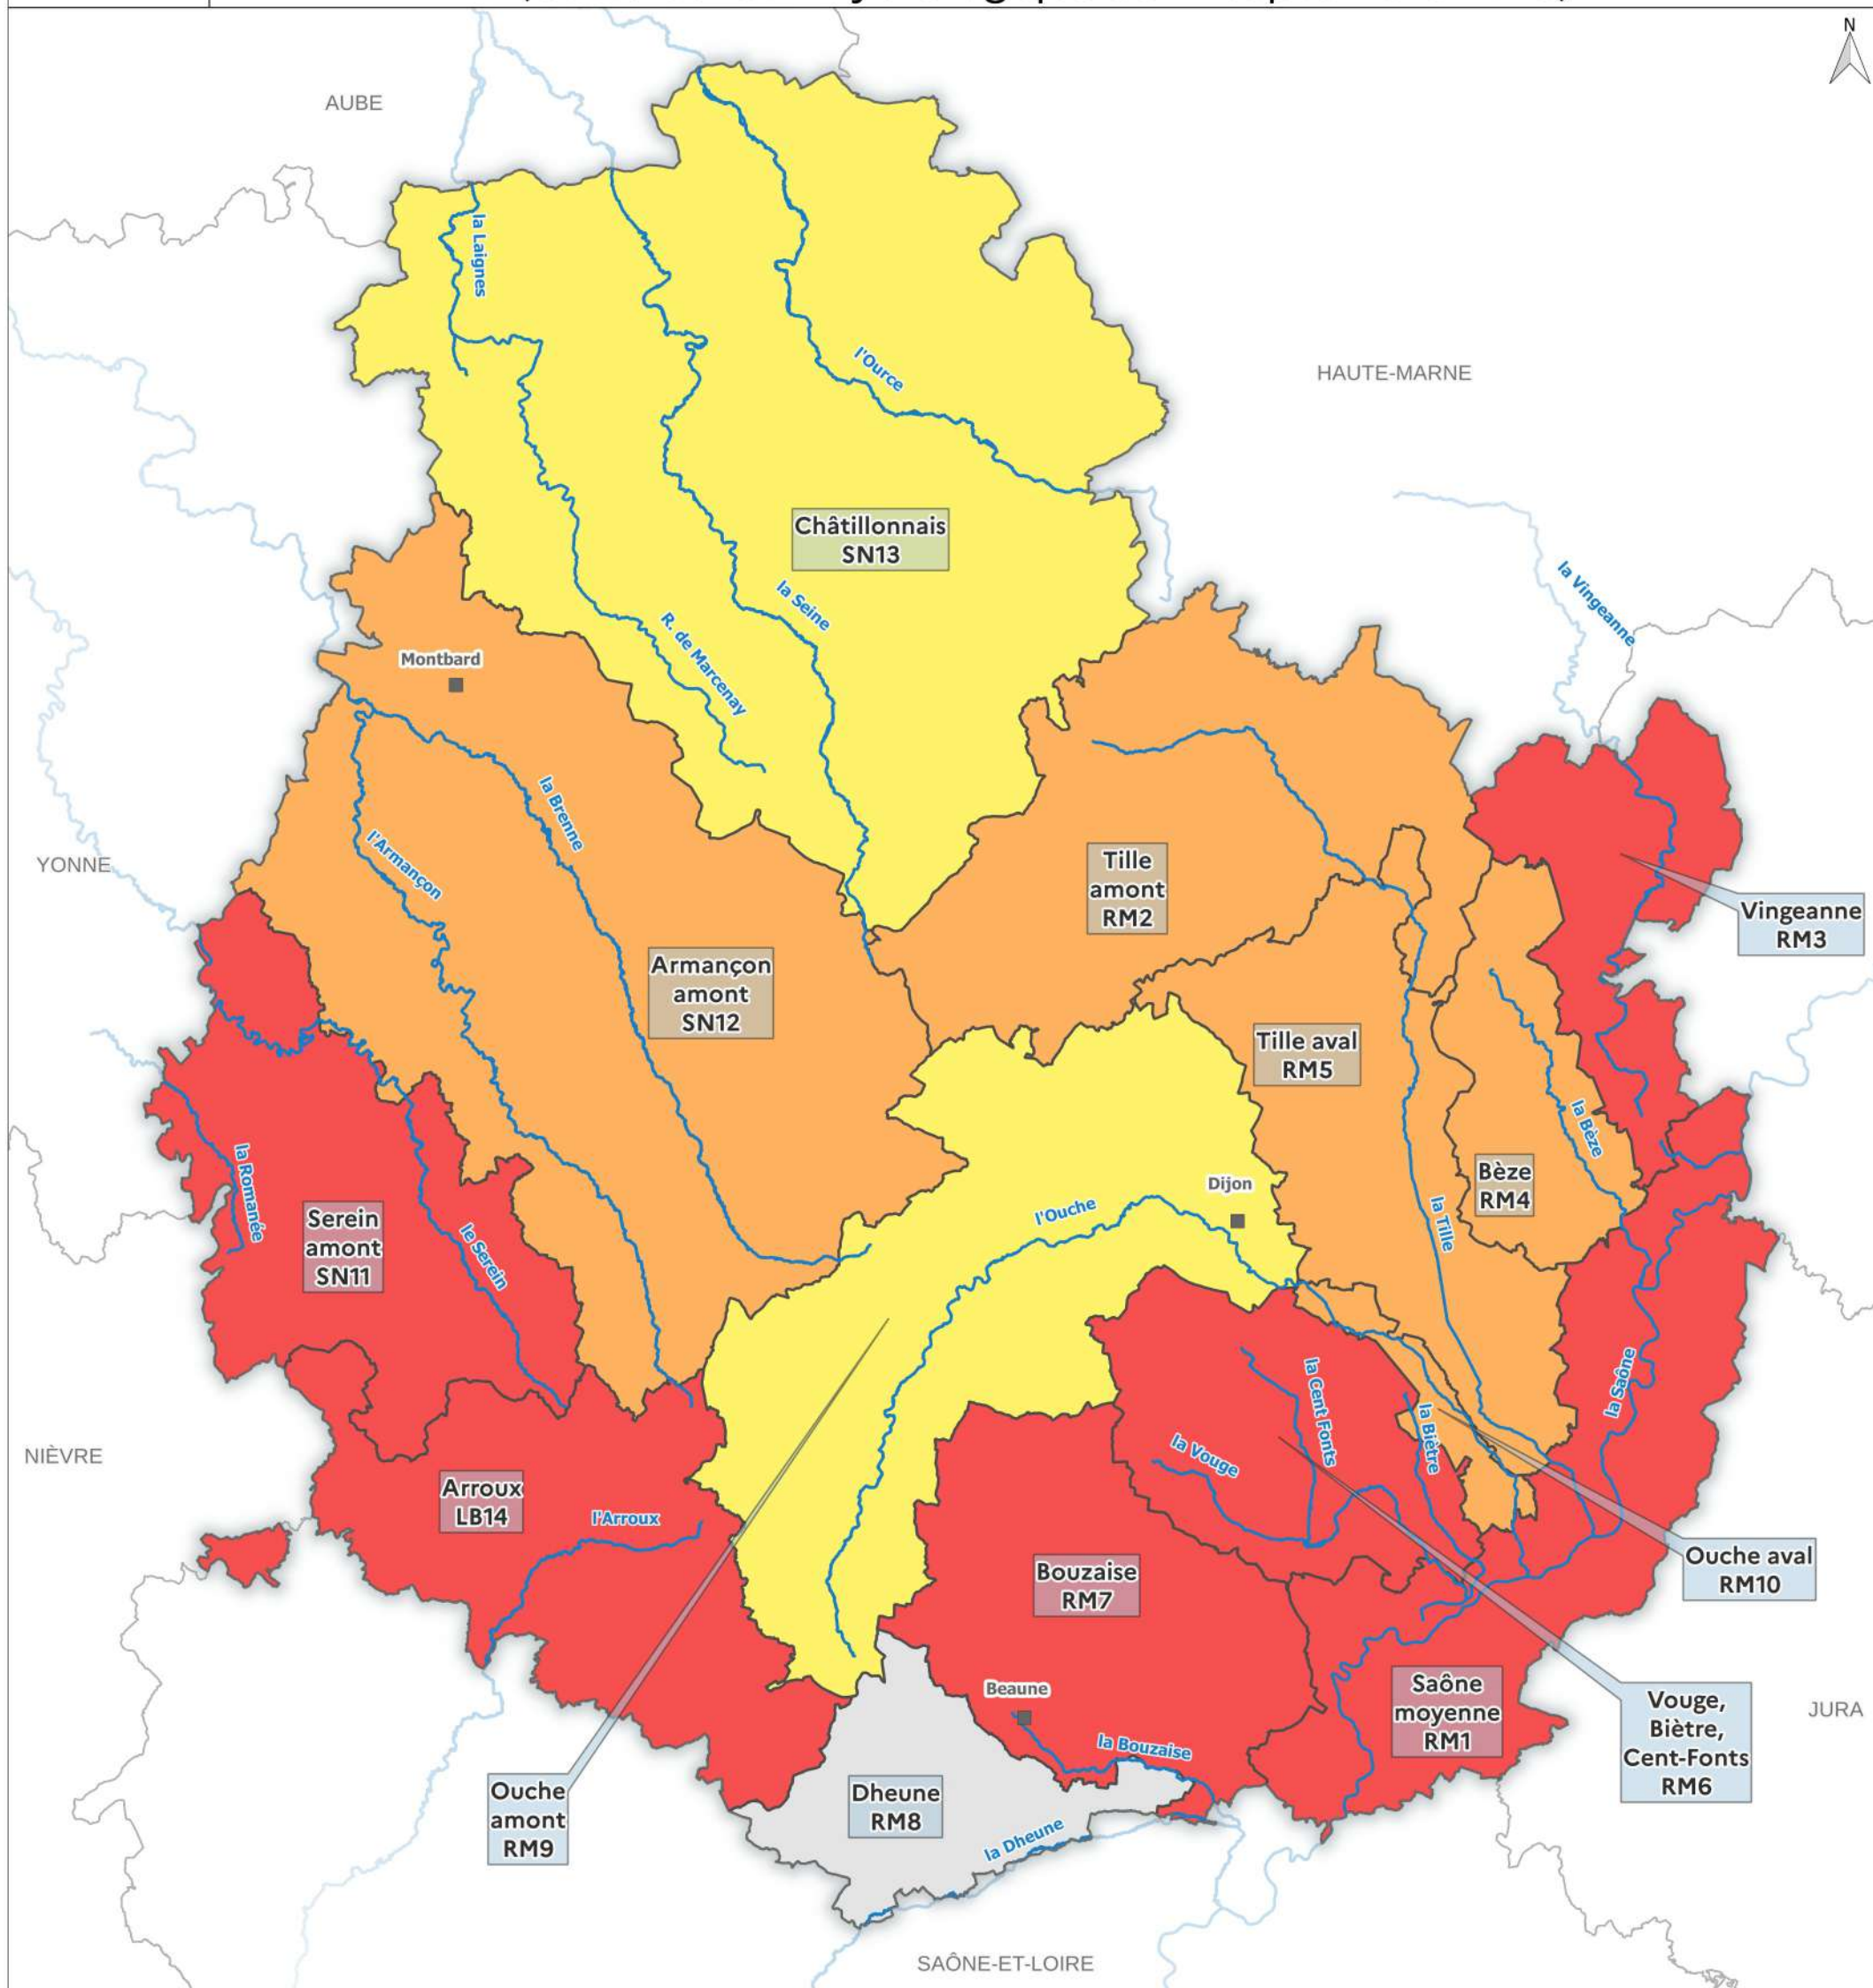 N
AUBE
la Laignes
l'Ource
HAUTE-MARNE
Châtillonnais
SN13
la Seine
la Vingeanne
R. de Marcenay
Montbard
la Brenne
l'Armançon
YONNE
Tille
amont
RM2
Vingeanne
RM3
Armançon
amont
SN12
Tille aval
RM5
la Bèze
la Romanée
Bèze
RM4
Dijon
l'Ouche
la Tille
Serein
amont
SN11
le Serein
la Saône
la Cent Fonts
la Biètre
la Vouge
NIÈVRE
Arroux
LB14
l'Arroux
Ouche aval
RM10
Bouzaise
RM7
Beaune
Saône
moyenne
RM1
Vouge,
Biètre,
Cent-Fonts
RM6
JURA
la Bouzaise
Ouche
amont
RM9
Dheune
RM8
la Dheune
SAÔNE-ET-LOIRE